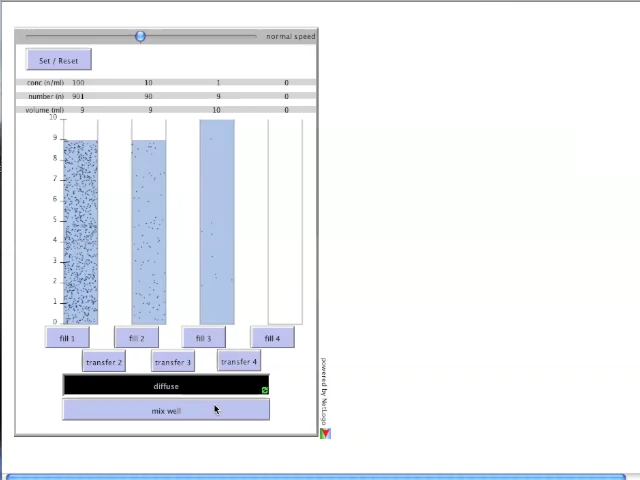 normal speed
Set / Reset
conc (n/ml) 100 10 1 0
number (n) 901 90 9 0
volume (ml) 9 9 10 0
10
9
8
7
6
5
4
3
2
1
0
fill 1 fill 2 fill 3 fill 4
transfer 2 transfer 3 transfer 4
diffuse
mix well
powered by NetLogo